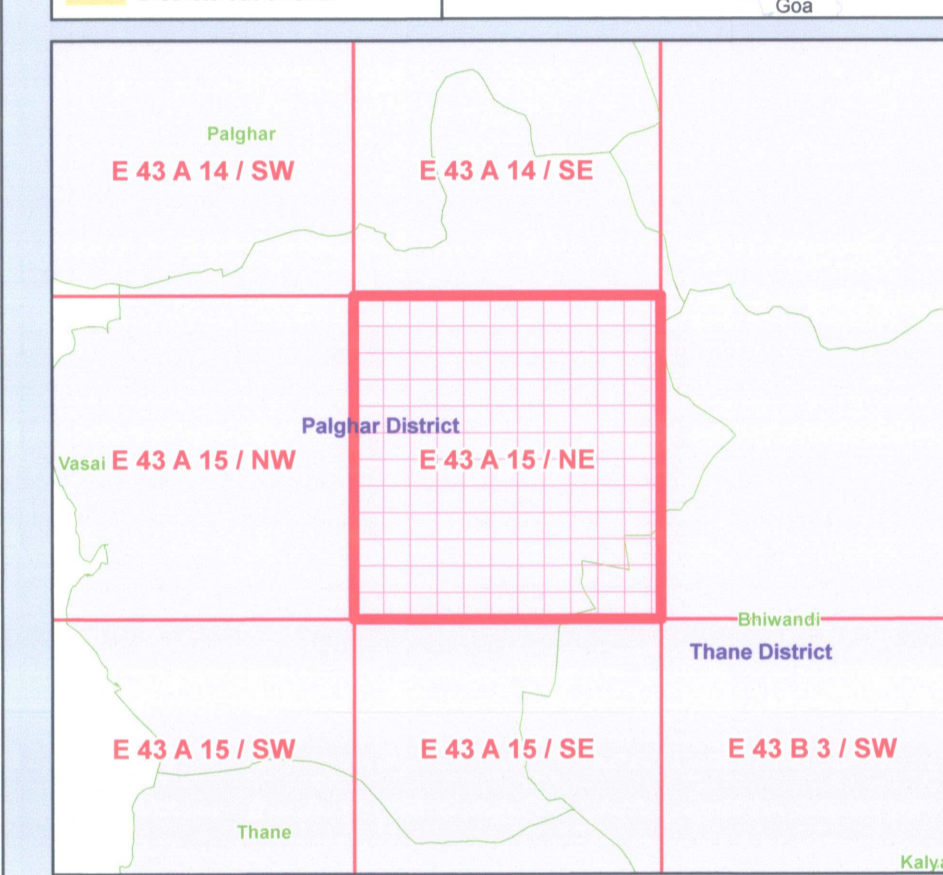 Goa
Palghar
E 43 A 14 / SW
E 43 A 14 / SE
Palghar District
Vasai
E 43 A 15 / NW
E 43 A 15 / NE
Bhiwandi
Thane District
E 43 A 15 / SW
E 43 A 15 / SE
E 43 B 3 / SW
Thane